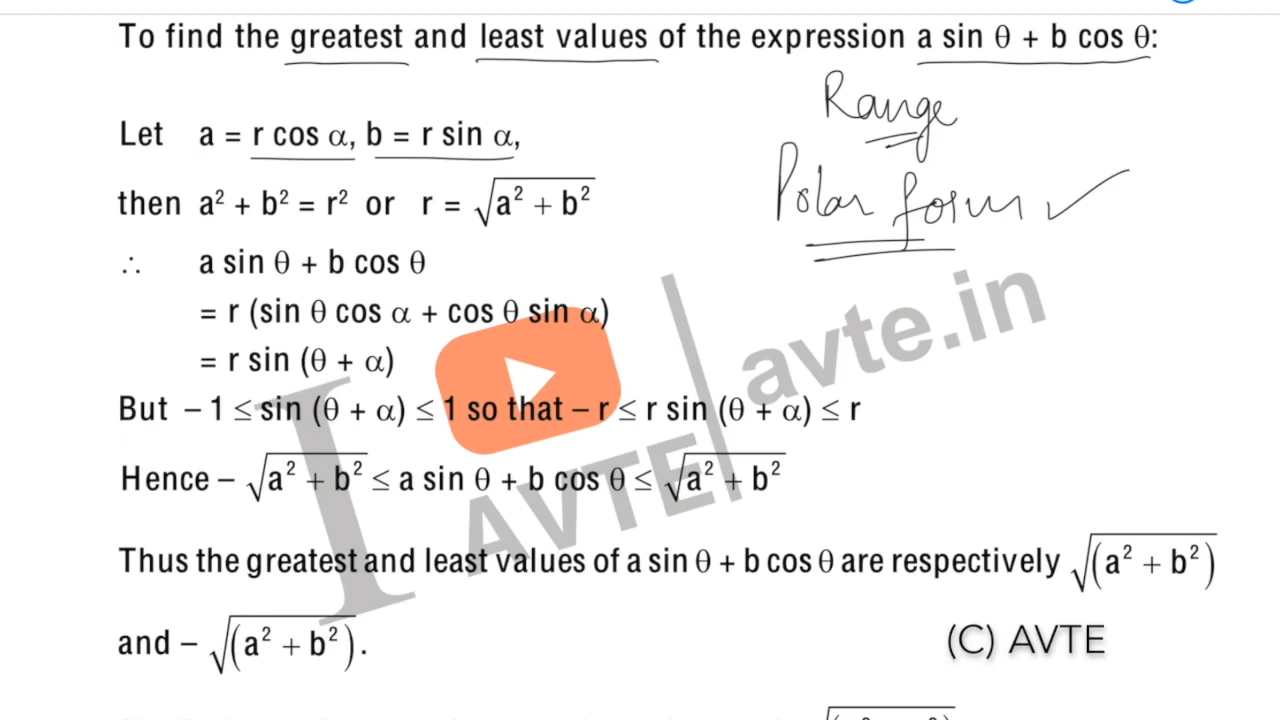 To find the greatest and least values of the expression a sin θ + b cos θ:
Range
Let a = r cos α, b = r sin α,
Polar form ✓
then a² + b² = r² or r = √a² + b²
∴ a sin θ + b cos θ
= r (sin θ cos α + cos θ sin α)
= r sin (θ + α)
But – 1 ≤ sin (θ + α) ≤ 1 so that – r ≤ r sin (θ + α) ≤ r
Hence – √a² + b² ≤ a sin θ + b cos θ ≤ √a² + b²
Thus the greatest and least values of a sin θ + b cos θ are respectively √(a² + b²)
and – √(a² + b²).
(C) AVTE
I AVTE | avte.in